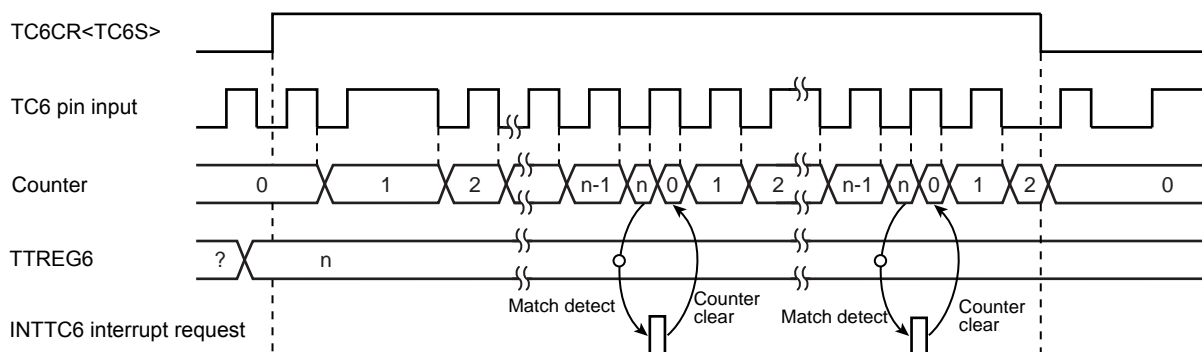 TC6CR<TC6S>
TC6 pin input
Counter 0 1 2 n-1 n 0 1 2 n-1 n 0 1 2 0
TTREG6 ? n
Match detect Counter clear Match detect Counter clear
INTTC6 interrupt request